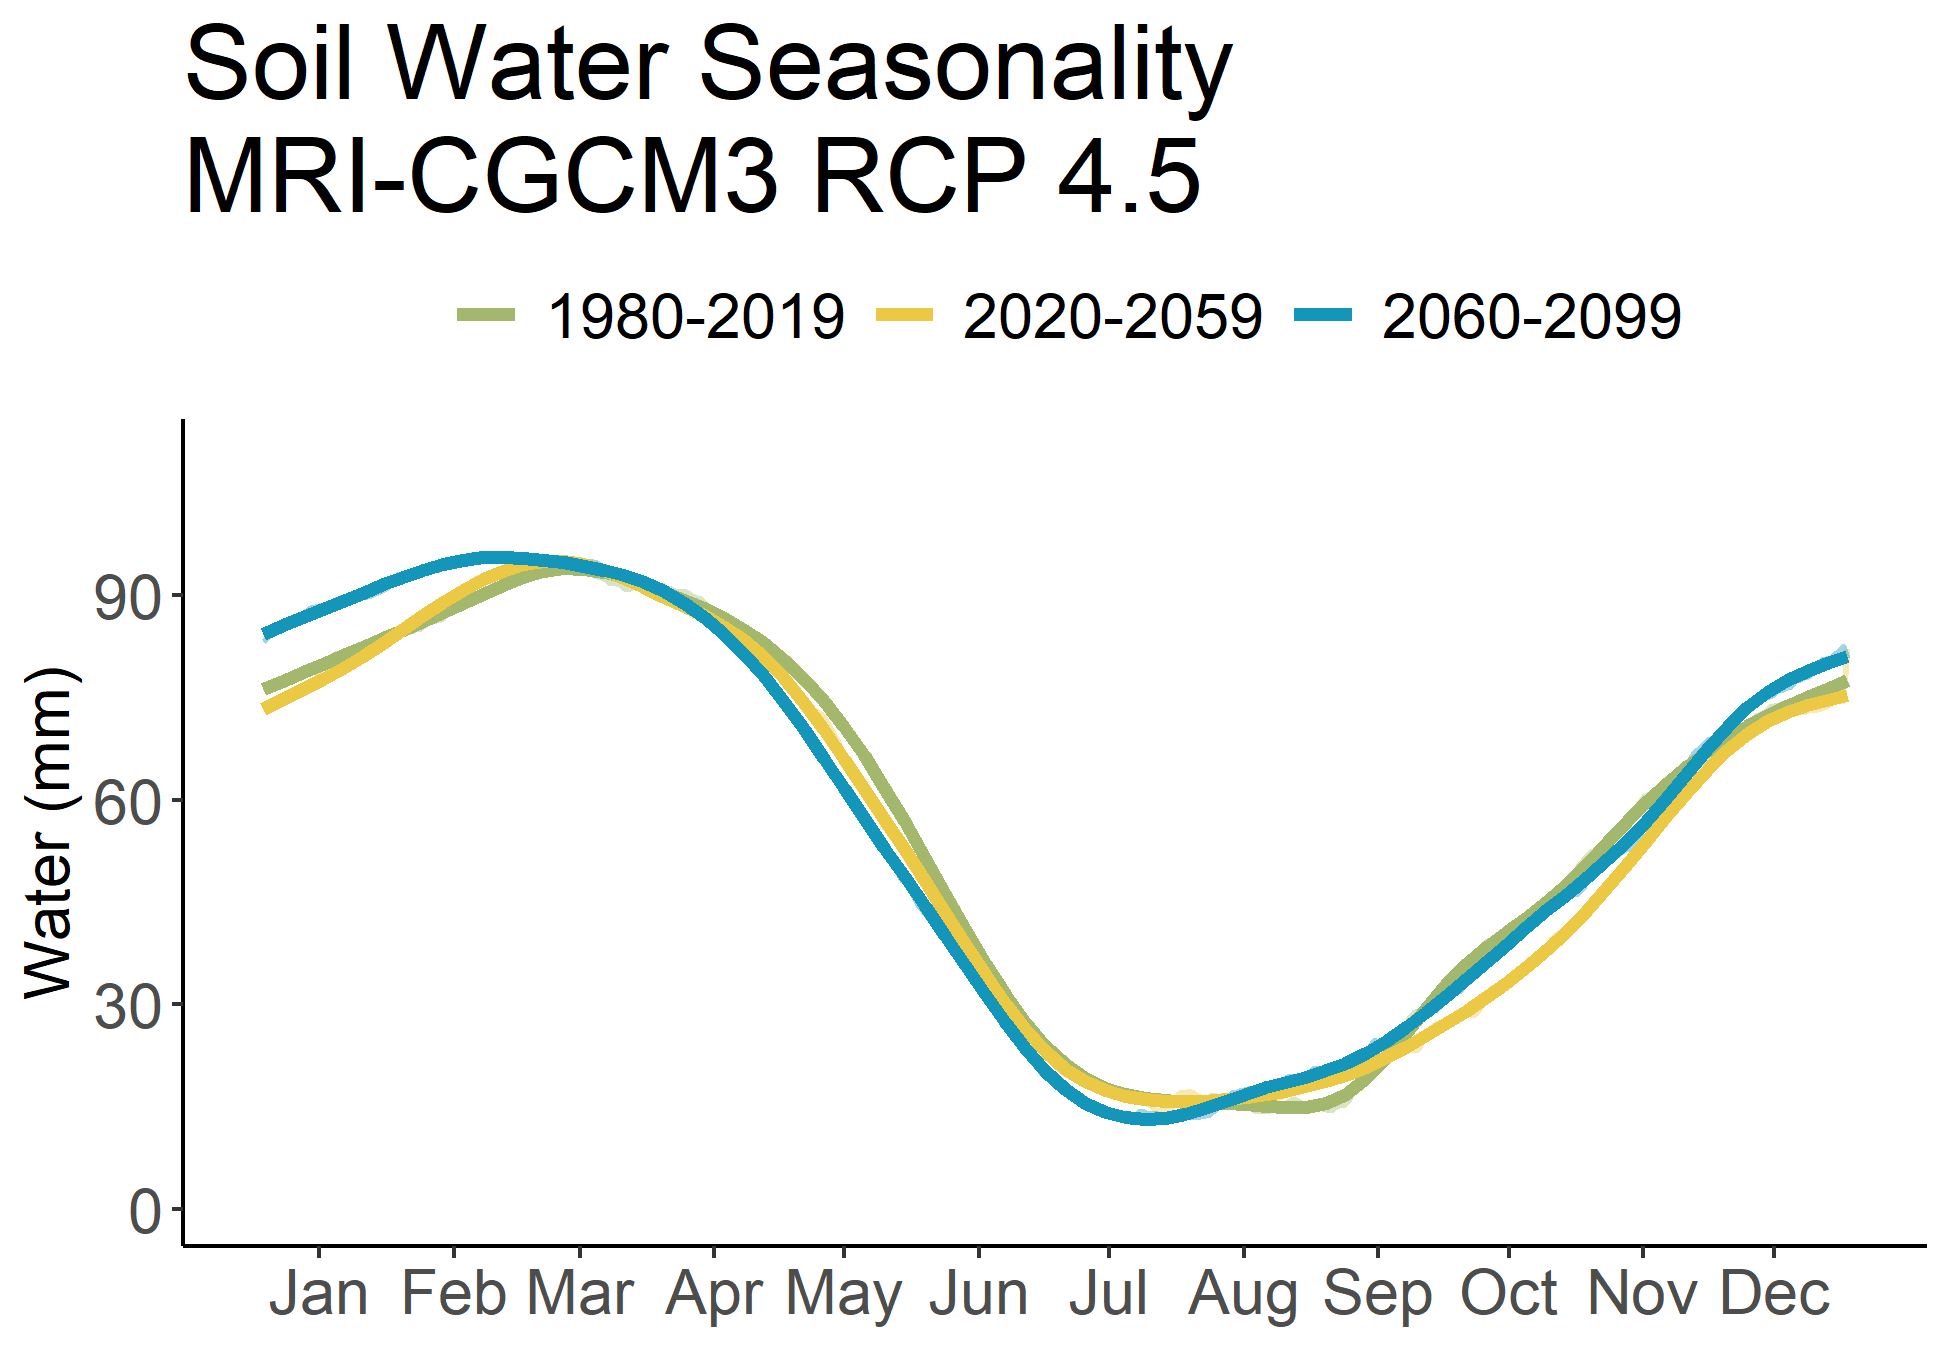 Soil Water Seasonality
MRI-CGCM3 RCP 4.5
1980-2019 2020-2059 2060-2099
Water (mm)
90
60
30
0
Jan Feb Mar Apr May Jun Jul Aug Sep Oct Nov Dec